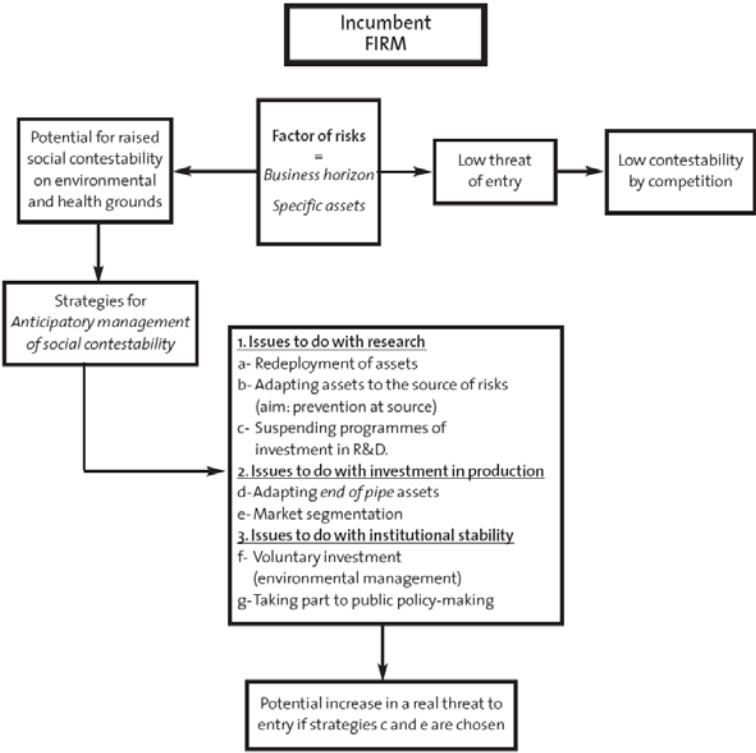 Incumbent
FIRM
Potential for raised
social contestability
on environmental
and health grounds
Factor of risks
=
Business horizon
Specific assets
Low threat
of entry
Low contestability
by competition
Strategies for
Anticipatory management
of social contestability
1. Issues to do with research
a- Redeployment of assets
b- Adapting assets to the source of risks
(aim: prevention at source)
c- Suspending programmes of
investment in R&D.
2. Issues to do with investment in production
d- Adapting end of pipe assets
e- Market segmentation
3. Issues to do with institutional stability
f- Voluntary investment
(environmental management)
g-Taking part to public policy-making
Potential increase in a real threat to
entry if strategies c and e are chosen